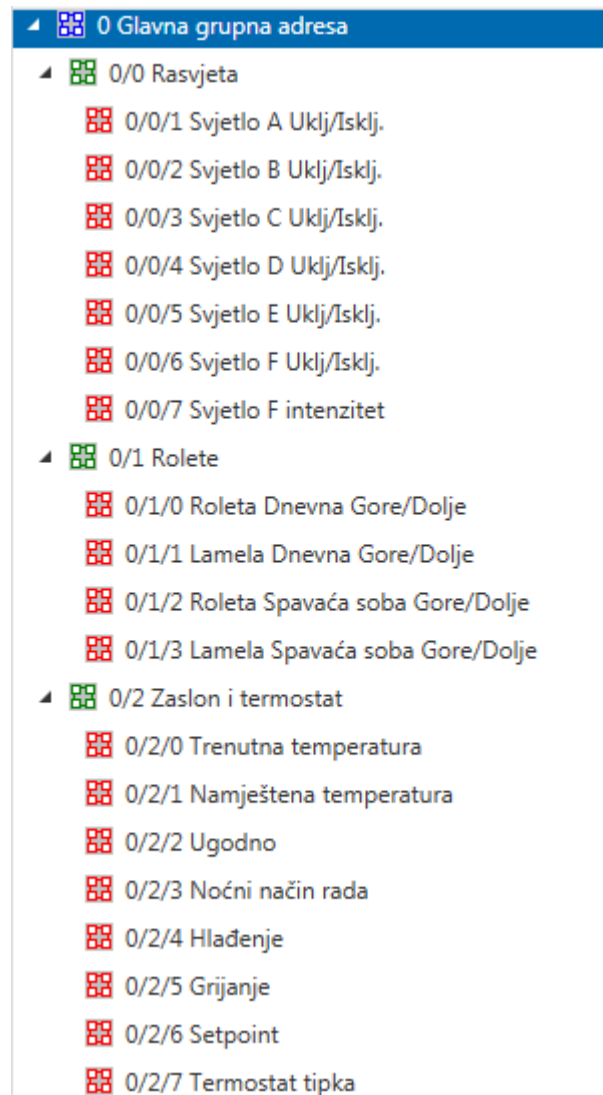 0 Glavna grupna adresa
0/0 Rasvjeta
0/0/1 Svjetlo A Uklj/Isklj.
0/0/2 Svjetlo B Uklj/Isklj.
0/0/3 Svjetlo C Uklj/Isklj.
0/0/4 Svjetlo D Uklj/Isklj.
0/0/5 Svjetlo E Uklj/Isklj.
0/0/6 Svjetlo F Uklj/Isklj.
0/0/7 Svjetlo F intenzitet
0/1 Rolete
0/1/0 Roleta Dnevna Gore/Dolje
0/1/1 Lamela Dnevna Gore/Dolje
0/1/2 Roleta Spavaća soba Gore/Dolje
0/1/3 Lamela Spavaća soba Gore/Dolje
0/2 Zaslon i termostat
0/2/0 Trenutna temperatura
0/2/1 Namještena temperatura
0/2/2 Ugodno
0/2/3 Noćni način rada
0/2/4 Hlađenje
0/2/5 Grijanje
0/2/6 Setpoint
0/2/7 Termostat tipka